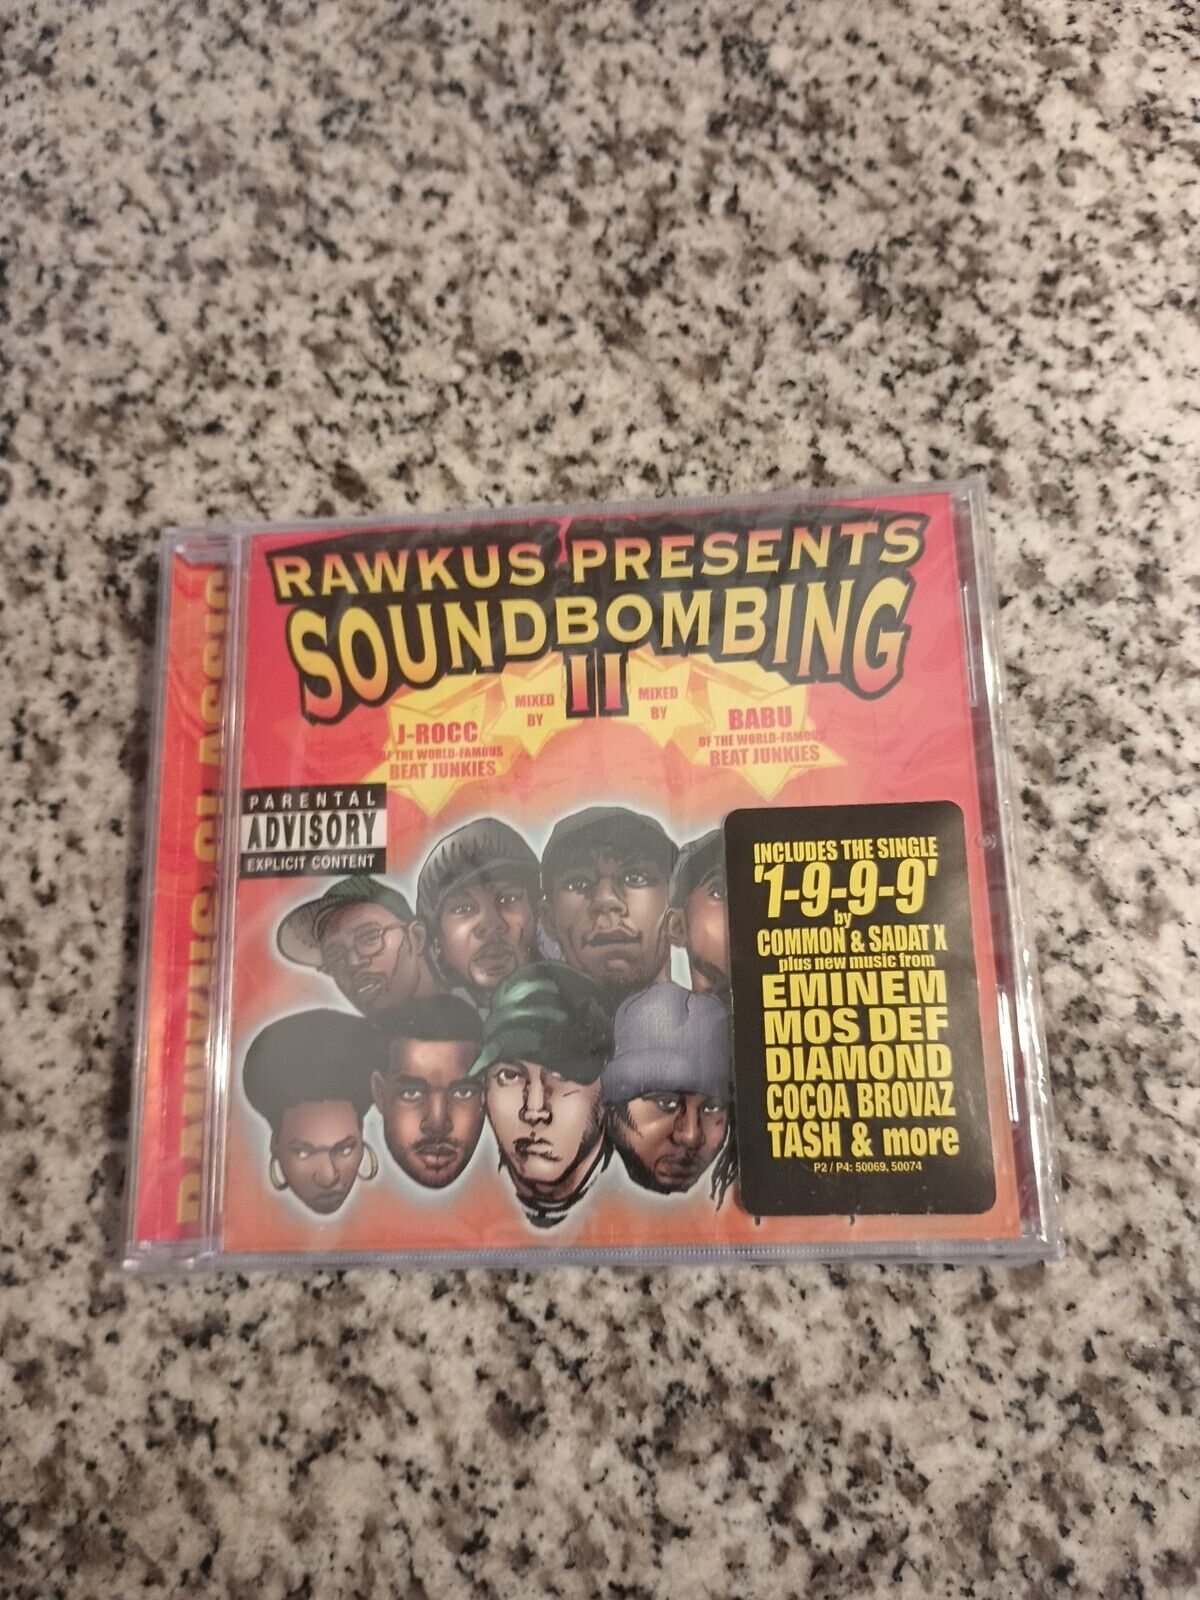 RAWKUS PRESENTS
SOUNDBOMBING
II
MIXED
BY
J-ROCC
OF THE WORLD-FAMOUS
BEAT JUNKIES
MIXED
BY
BABU
OF THE WORLD-FAMOUS
BEAT JUNKIES
PARENTAL
ADVISORY
EXPLICIT CONTENT
INCLUDES THE SINGLE
'1-9-9-9'
by
COMMON & SADAT X
plus new music from
EMINEM
MOS DEF
DIAMOND
COCOA BROVAZ
TASH & more
P2 / P4: 50069, 50074
RAWKUS CLASSIC